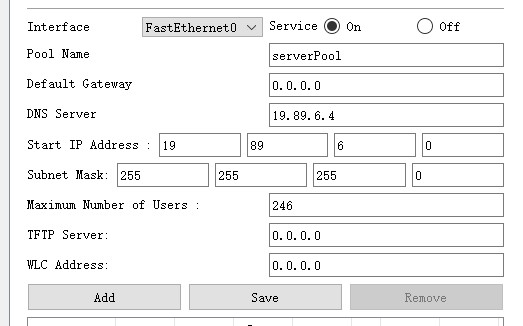 Interface FastEthernet0 Service On Off
Pool Name serverPool
Default Gateway 0.0.0.0
DNS Server 19.89.6.4
Start IP Address : 19 89 6 0
Subnet Mask: 255 255 255 0
Maximum Number of Users : 246
TFTP Server: 0.0.0.0
WLC Address: 0.0.0.0
Add Save Remove